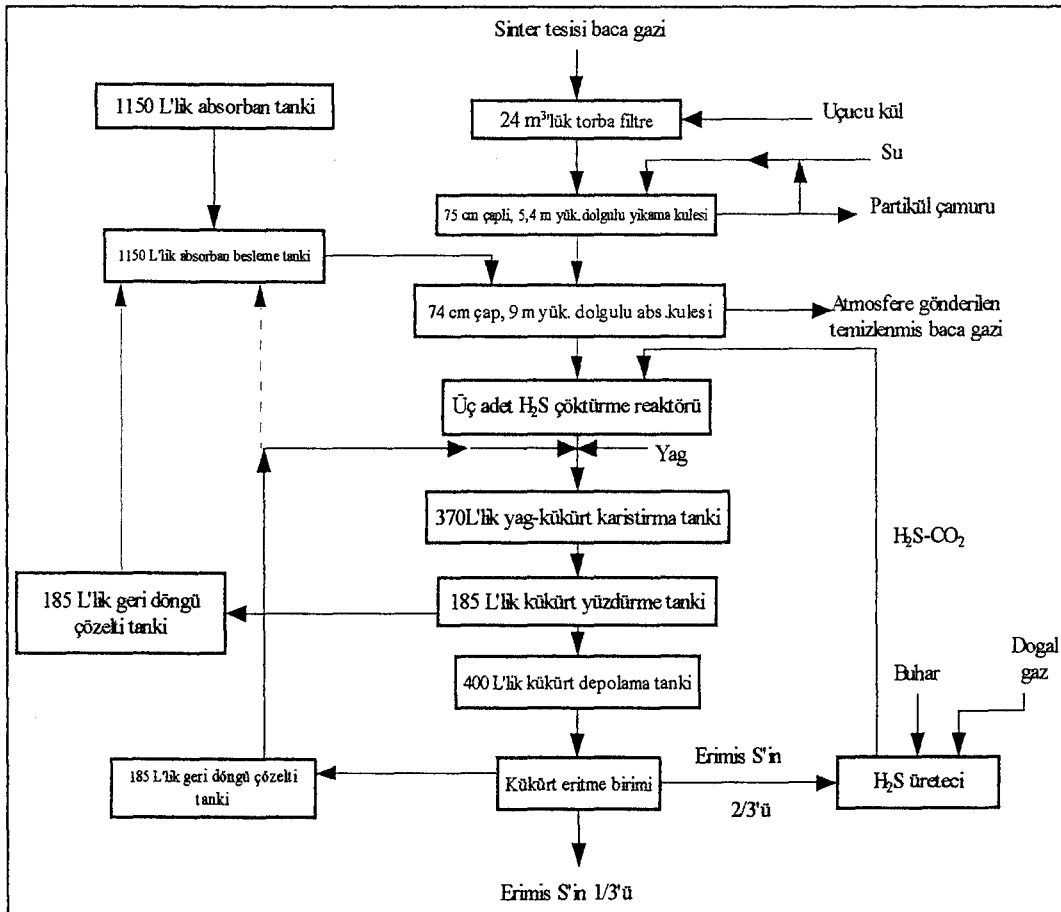 Sinter tesisi baca gazi
1150 L'lik absorban tanki
24 m³'lük torba filtre
Uçucu kül
Su
75 cm çapli, 5,4 m yük.dolgulu yikama kulesi
Partikül çamuru
1150 L'lik absorban besleme tanki
74 cm çap, 9 m yük. dolgulu abs.kulesi
Atmosfere gönderilen
temizlenmis baca gazi
Üç adet H₂S çöktürme reaktörü
Yag
370L'lik yag-kükürt karistirma tanki
H₂S-CO₂
185 L'lik geri döngü
çözelti tanki
185 L'lik kükürt yüzdürme tanki
400 L'lik kükürt depolama tanki
Buhar
Dogal
gaz
185 L'lik geri döngü çözelti
tanki
Kükürt eritme birimi
Erimis S'in
2/3'ü
H₂S üreteci
Erimis S'in 1/3'ü